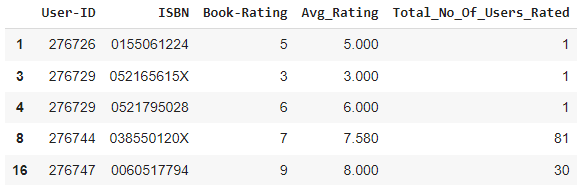 User-ID ISBN Book-Rating Avg_Rating Total_No_Of_Users_Rated
1 276726 0155061224 5 5.000 1
3 276729 052165615X 3 3.000 1
4 276729 0521795028 6 6.000 1
8 276744 038550120X 7 7.580 81
16 276747 0060517794 9 8.000 30